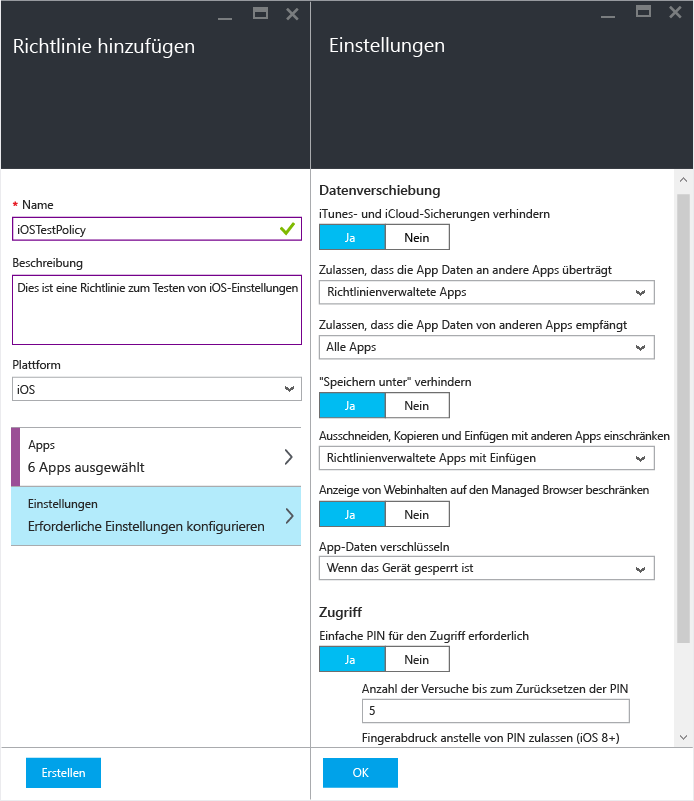 Richtlinie hinzufügen
* Name
iOSTestPolicy
Beschreibung
Dies ist eine Richtlinie zum Testen von iOS-Einstellungen
Plattform
iOS
Apps
6 Apps ausgewählt
Einstellungen
Erforderliche Einstellungen konfigurieren
Erstellen
Einstellungen
Datenverschiebung
iTunes- und iCloud-Sicherungen verhindern
Ja Nein
Zulassen, dass die App Daten an andere Apps überträgt
Richtlinienverwaltete Apps
Zulassen, dass die App Daten von anderen Apps empfängt
Alle Apps
"Speichern unter" verhindern
Ja Nein
Ausschneiden, Kopieren und Einfügen mit anderen Apps einschränken
Richtlinienverwaltete Apps mit Einfügen
Anzeige von Webinhalten auf den Managed Browser beschränken
Ja Nein
App-Daten verschlüsseln
Wenn das Gerät gesperrt ist
Zugriff
Einfache PIN für den Zugriff erforderlich
Ja Nein
Anzahl der Versuche bis zum Zurücksetzen der PIN
5
Fingerabdruck anstelle von PIN zulassen (iOS 8+)
OK